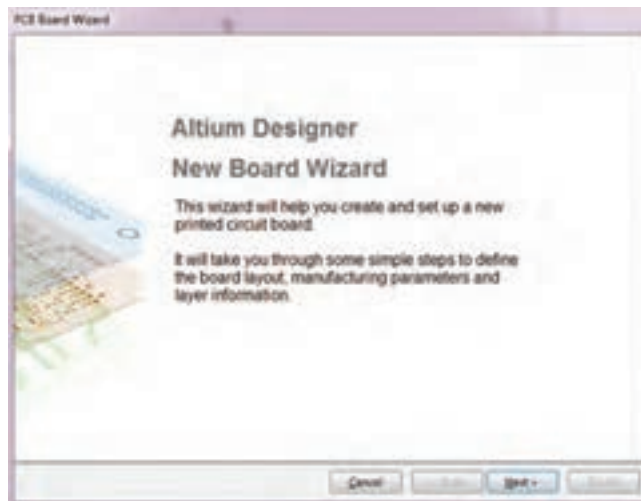 PCB Board Wizard
Altium Designer
New Board Wizard
This wizard will help you create and set up a new
printed circuit board.
It will take you through some simple steps to define
the board layout, manufacturing parameters and
layer information.
Cancel
Next >